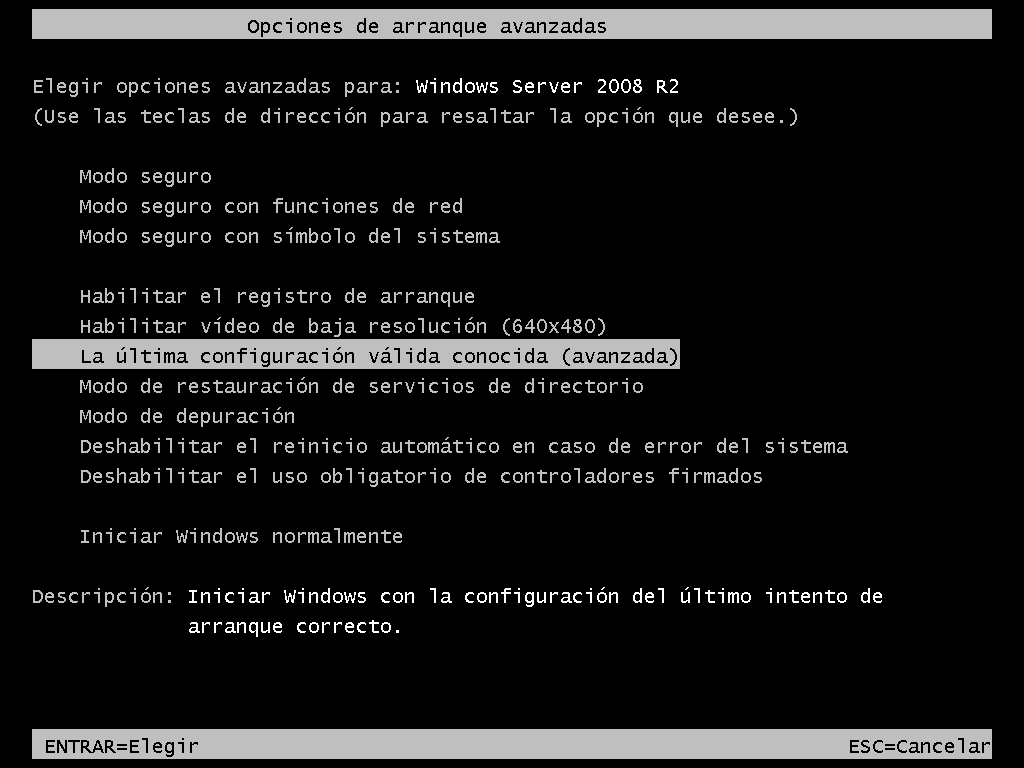 Opciones de arranque avanzadas
Elegir opciones avanzadas para: Windows Server 2008 R2
(Use las teclas de dirección para resaltar la opción que desee.)
Modo seguro
Modo seguro con funciones de red
Modo seguro con símbolo del sistema
Habilitar el registro de arranque
Habilitar vídeo de baja resolución (640x480)
La última configuración válida conocida (avanzada)
Modo de restauración de servicios de directorio
Modo de depuración
Deshabilitar el reinicio automático en caso de error del sistema
Deshabilitar el uso obligatorio de controladores firmados
Iniciar Windows normalmente
Descripción: Iniciar Windows con la configuración del último intento de
arranque correcto.
ENTRAR=Elegir ESC=Cancelar